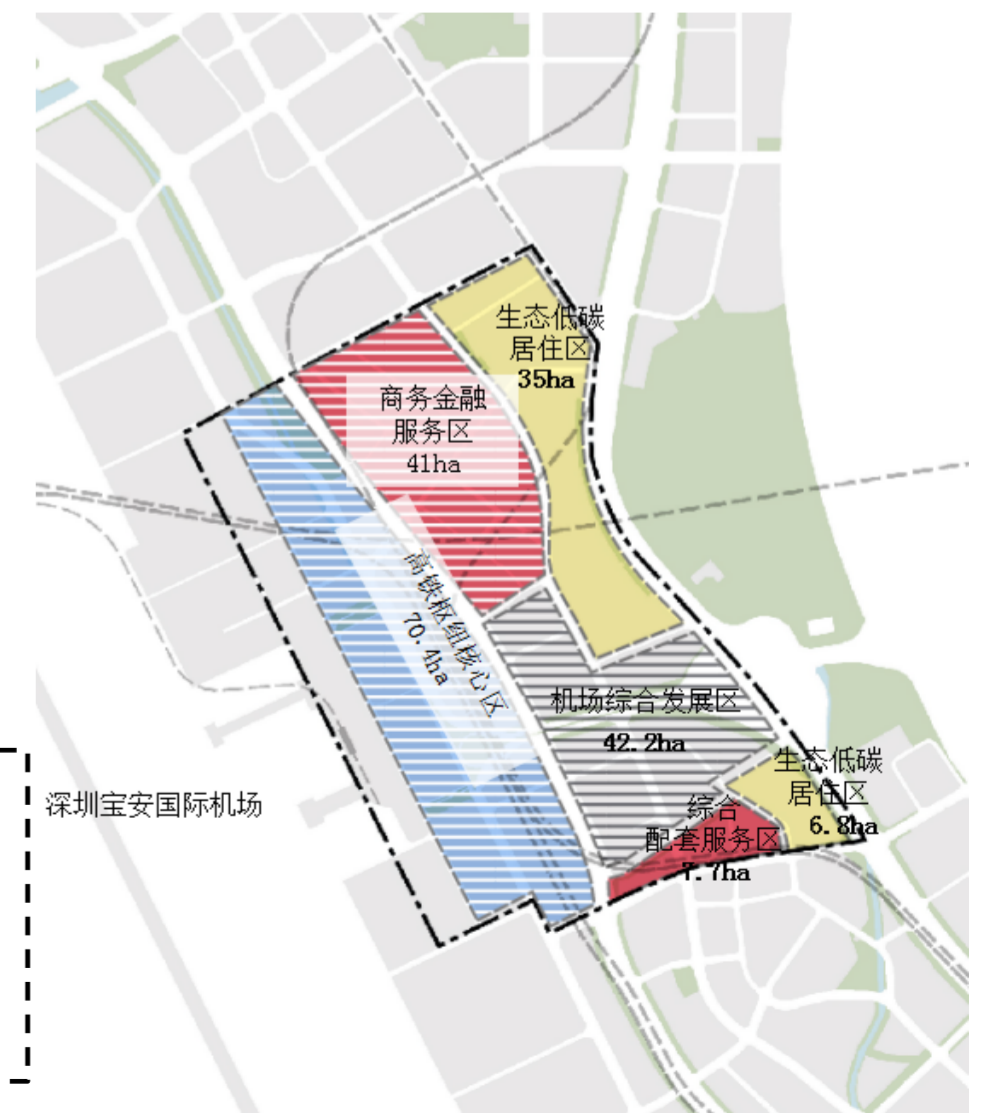 生态低碳
居住区
35ha
商务金融
服务区
41ha
高铁枢纽核心区
70.4ha
机场综合发展区
42.2ha
生态低碳
居住区
6.8ha
综合
配套服务区
7.7ha
深圳宝安国际机场